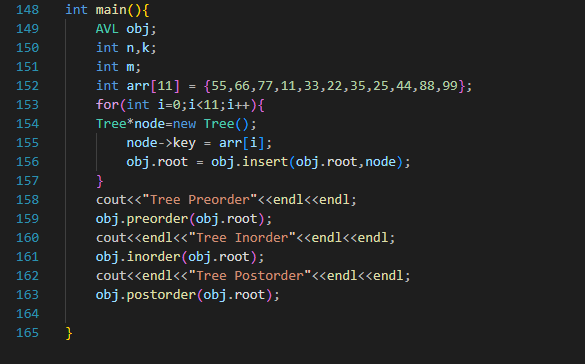 148 int main(){
149     AVL obj;
150     int n,k;
151     int m;
152     int arr[11] = {55,66,77,11,33,22,35,25,44,88,99};
153     for(int i=0;i<11;i++){
154     Tree*node=new Tree();
155         node->key = arr[i];
156         obj.root = obj.insert(obj.root,node);
157     }
158     cout<<"Tree Preorder"<<endl<<endl;
159     obj.preorder(obj.root);
160     cout<<endl<<"Tree Inorder"<<endl<<endl;
161     obj.inorder(obj.root);
162     cout<<endl<<"Tree Postorder"<<endl<<endl;
163     obj.postorder(obj.root);
164
165 }